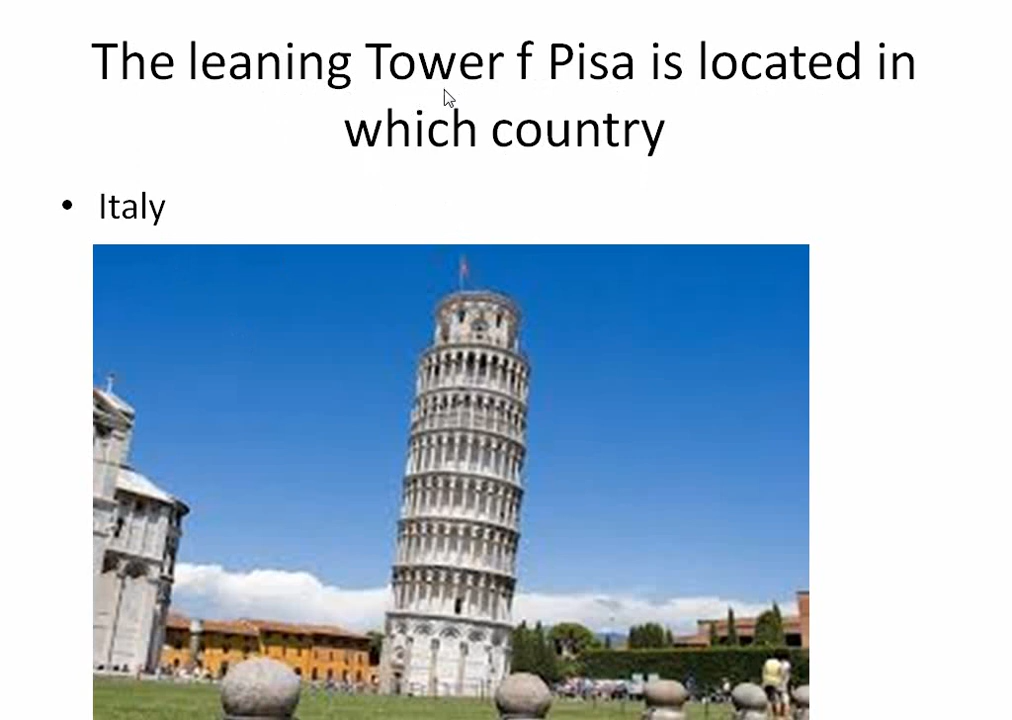 The leaning Tower f Pisa is located in
which country
• Italy